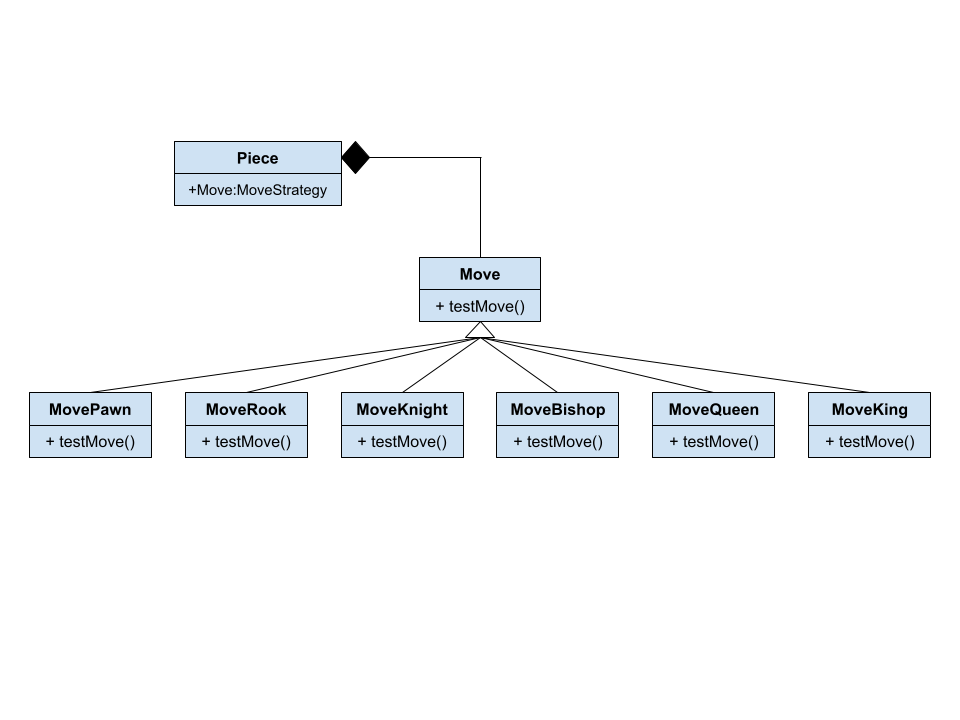 Piece
+Move:MoveStrategy
Move
+ testMove()
MovePawn
+ testMove()
MoveRook
+ testMove()
MoveKnight
+ testMove()
MoveBishop
+ testMove()
MoveQueen
+ testMove()
MoveKing
+ testMove()